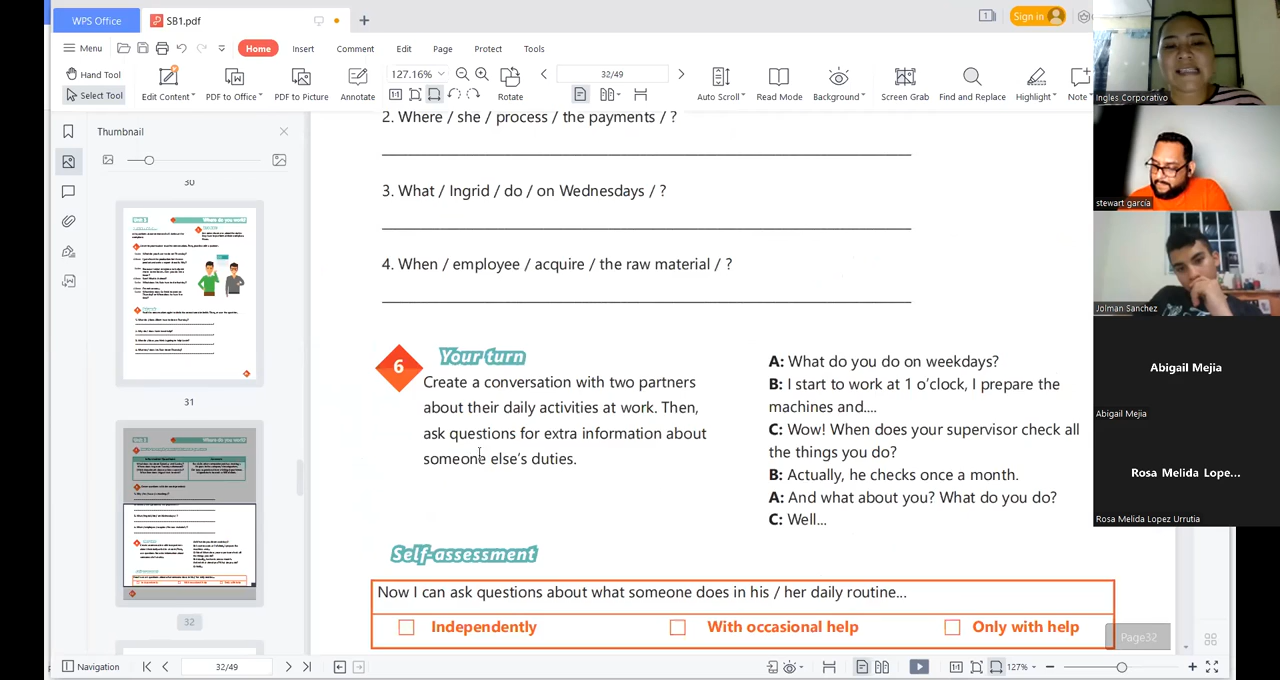 WPS Office
SB1.pdf
Sign in
Menu
Home
Insert
Comment
Edit
Page
Protect
Tools
Hand Tool
Select Tool
Edit Content
PDF to Office
PDF to Picture
Annotate
127.16%
Rotate
32/49
Auto Scroll
Read Mode
Background
Screen Grab
Find and Replace
Highlight
Note
Thumbnail
30
31
32
2. Where / she / process / the payments / ?
3. What / Ingrid / do / on Wednesdays / ?
4. When / employee / acquire / the raw material / ?
6
Your turn
Create a conversation with two partners
about their daily activities at work. Then,
ask questions for extra information about
someone else's duties.
A: What do you do on weekdays?
B: I start to work at 1 o'clock, I prepare the
machines and....
C: Wow! When does your supervisor check all
the things you do?
B: Actually, he checks once a month.
A: And what about you? What do you do?
C: Well...
Self-assessment
Now I can ask questions about what someone does in his / her daily routine...
Independently
With occasional help
Only with help
Page32
Ingles Corporativo
stewart garcía
Jolman Sanchez
Abigail Mejia
Abigail Mejia
Rosa Melida Lope...
Rosa Melida Lopez Urrutia
Navigation
32/49
127%